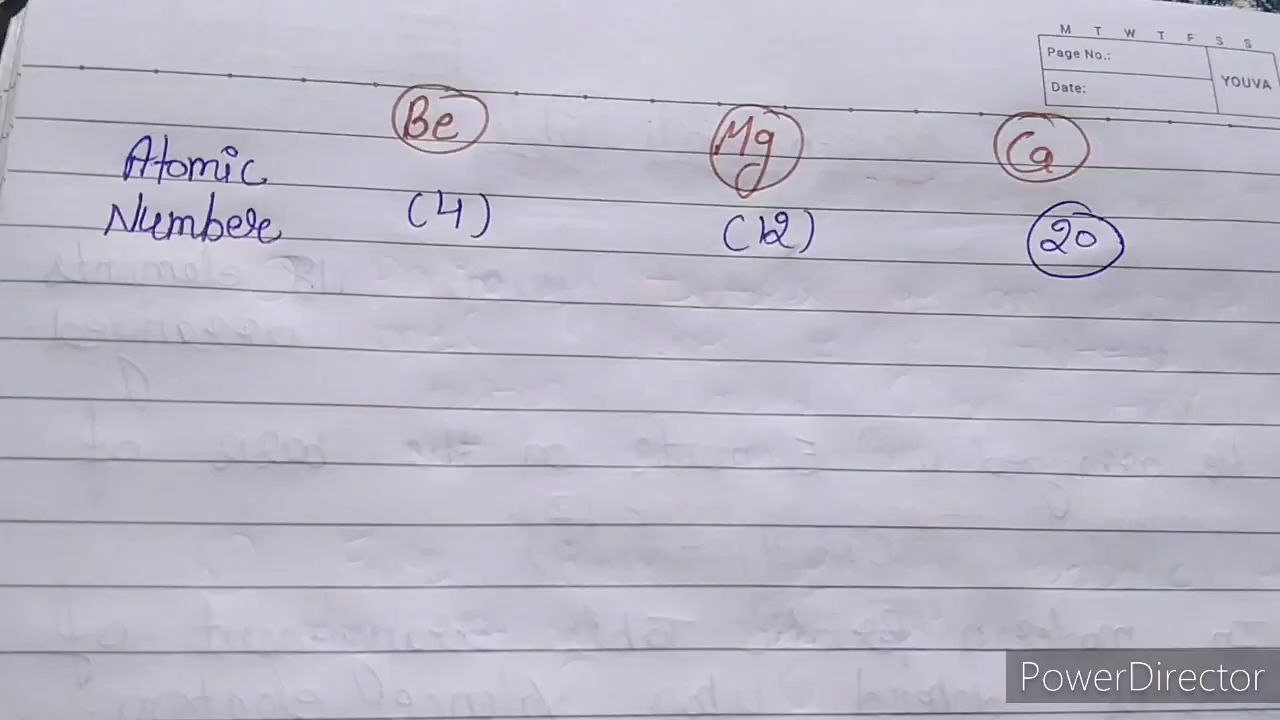 M T W T F S S
Page No.:
Date:
YOUVA
Be Mg Ca
Atomic
Number (4) (12) 20
PowerDirector